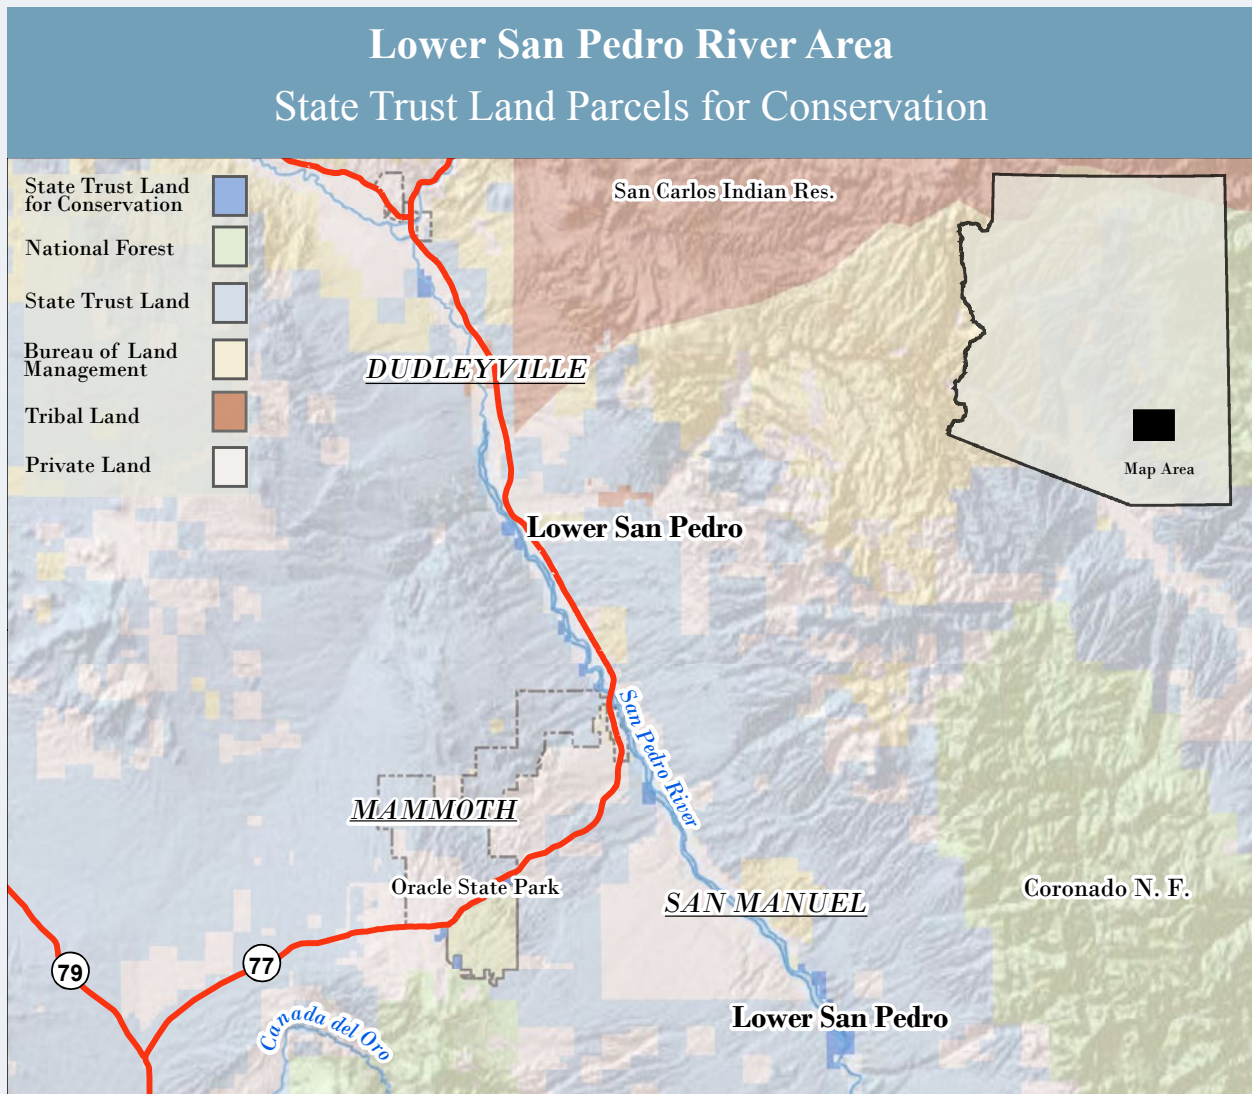 Lower San Pedro River Area
State Trust Land Parcels for Conservation
State Trust Land
for Conservation
National Forest
State Trust Land
Bureau of Land
Management
Tribal Land
Private Land
San Carlos Indian Res.
Map Area
DUDLEYVILLE
Lower San Pedro
San Pedro River
MAMMOTH
Oracle State Park
SAN MANUEL
Coronado N. F.
79
77
Lower San Pedro
Canada del Oro